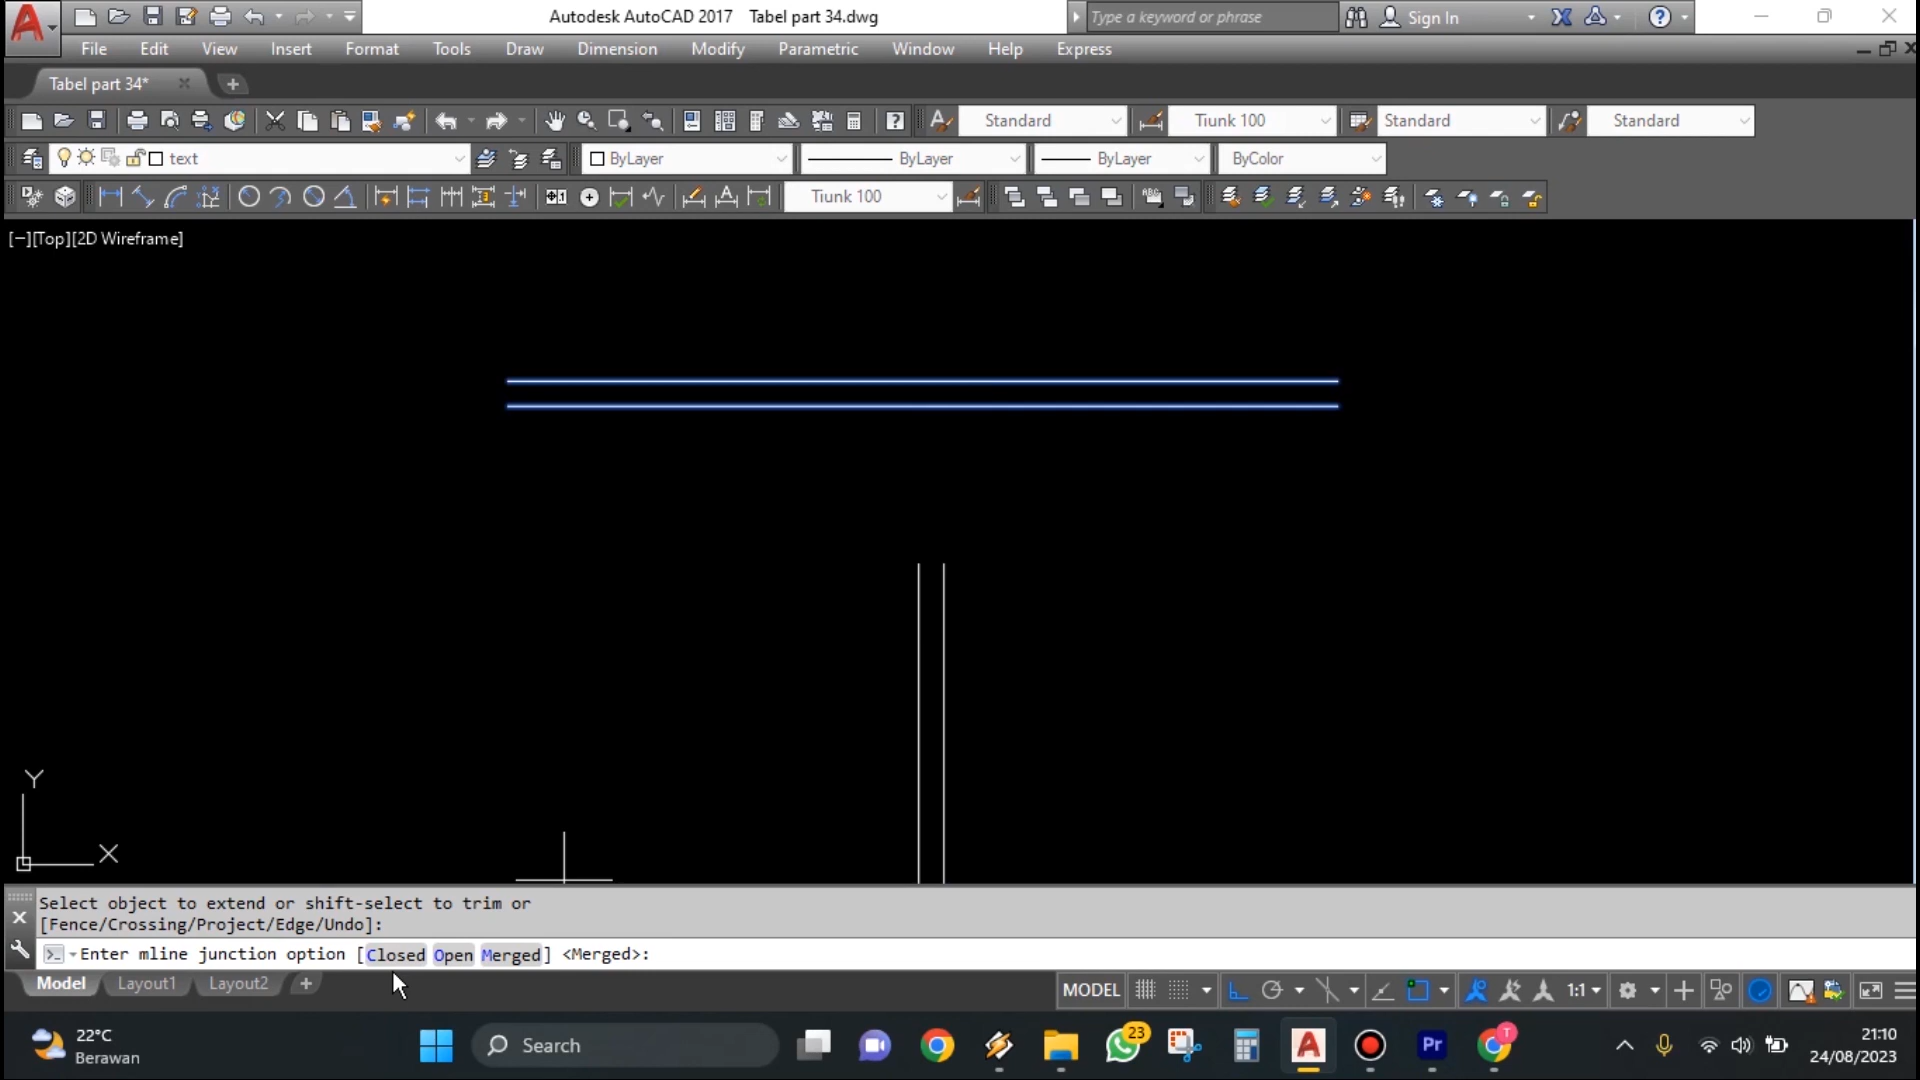 Autodesk AutoCAD 2017 Tabel part 34.dwg
Type a keyword or phrase
Sign In
File Edit View Insert Format Tools Draw Dimension Modify Parametric Window Help Express
Tabel part 34*
Standard Tiunk 100 Standard Standard
text ByLayer ByLayer ByLayer ByColor
Tiunk 100
[−][Top][2D Wireframe]
Y
X
Select object to extend or shift-select to trim or
[Fence/Crossing/Project/Edge/Undo]:
Enter mline junction option [Closed Open Merged] <Merged>:
Model Layout1 Layout2 MODEL 1:1
22°C
Berawan
Search
23
Pr
T
21:10
24/08/2023